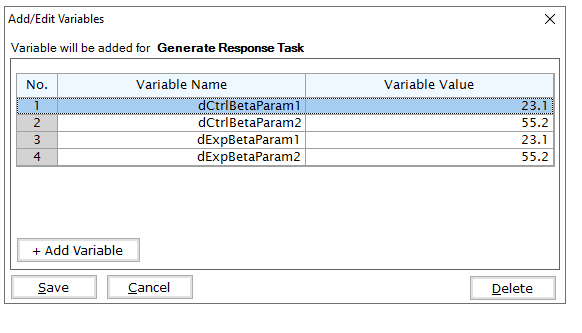 Add/Edit Variables
Variable will be added for Generate Response Task
No. Variable Name Variable Value
1 dCtrlBetaParam1 23.1
2 dCtrlBetaParam2 55.2
3 dExpBetaParam1 23.1
4 dExpBetaParam2 55.2
+ Add Variable
Save Cancel Delete